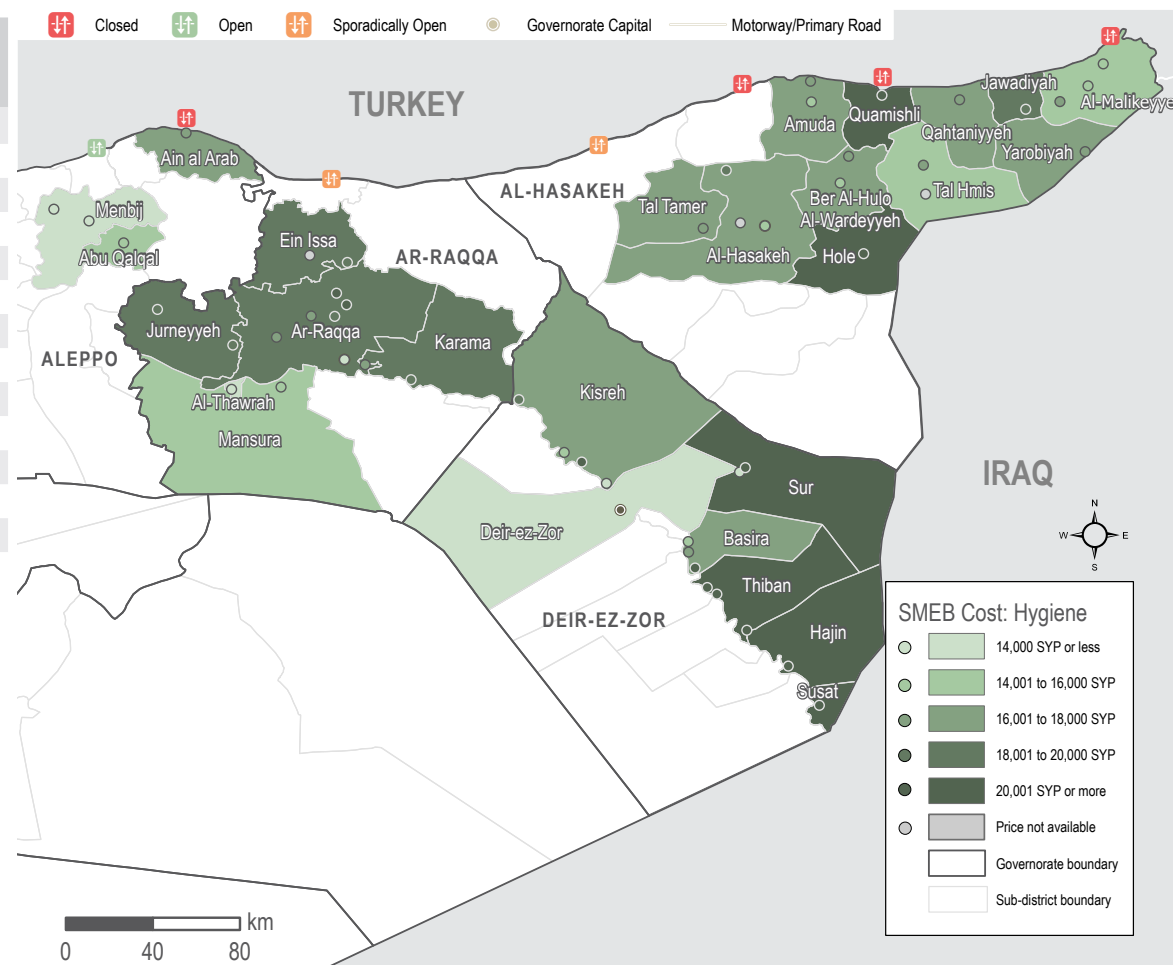 Closed
Open
Sporadically Open
Governorate Capital
Motorway/Primary Road
TURKEY
Jawadiyah
Al-Malikeyye
Quamishli
Amuda
Qahtaniyyeh
Yarobiyah
Ain al Arab
AL-HASAKEH
Ber Al-Hulo
Al-Wardeyyeh
Tal Hmis
Tal Tamer
Menbij
Abu Qalqal
Ein Issa
AR-RAQQA
Al-Hasakeh
Hole
Jurneyyeh
Ar-Raqqa
Karama
ALEPPO
Kisreh
Al-Thawrah
Mansura
IRAQ
Sur
Deir-ez-Zor
Basira
N
W
E
S
Thiban
DEIR-EZ-ZOR
Hajin
Susat
SMEB Cost: Hygiene
14,000 SYP or less
14,001 to 16,000 SYP
16,001 to 18,000 SYP
18,001 to 20,000 SYP
20,001 SYP or more
Price not available
Governorate boundary
Sub-district boundary
km
0 40 80